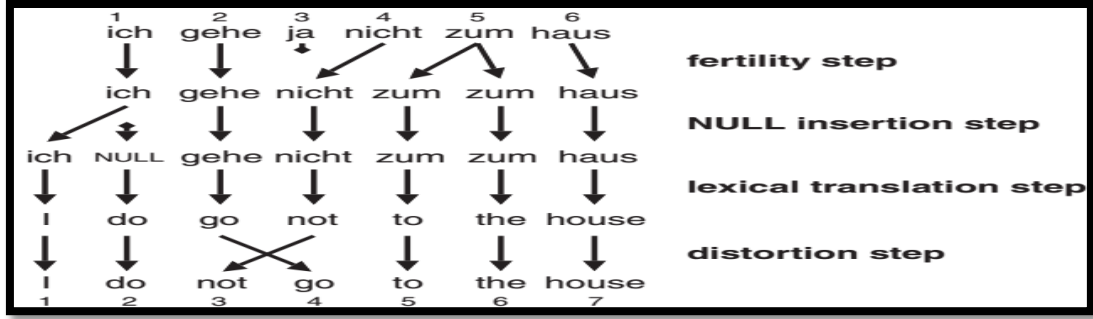 1 2 3 4 5 6
ich gehe ja nicht zum haus
fertility step
ich gehe nicht zum zum haus
NULL insertion step
ich NULL gehe nicht zum zum haus
lexical translation step
I do go not to the house
distortion step
I do not go to the house
1 2 3 4 5 6 7